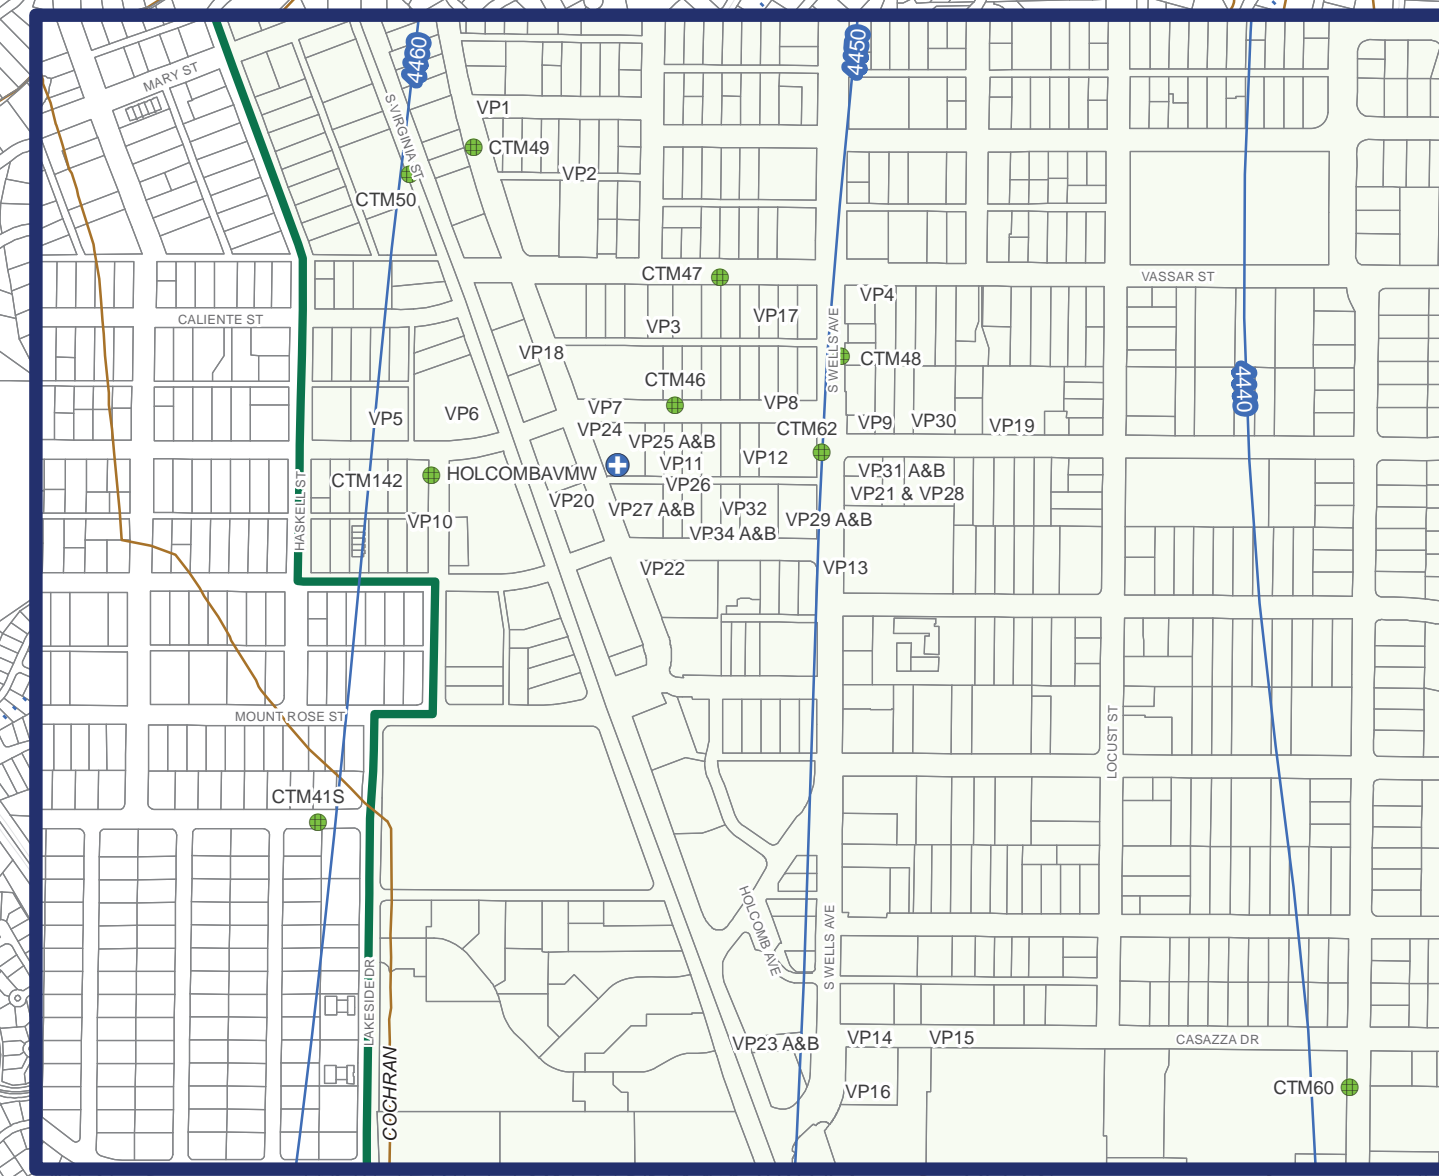 4460
4450
MARY ST
S VIRGINIA ST
VP1
CTM49
VP2
CTM50
CTM47
VASSAR ST
VP4
CALIENTE ST
VP3
VP17
S WELLS AVE
VP18
CTM48
CTM46
4440
VP5
VP6
VP7
VP8
VP24
CTM62
VP9
VP30
VP19
VP25 A&B
VP11
VP12
HASKELL ST
CTM142
HOLCOMBAVMW
VP26
VP31 A&B
VP20
VP27 A&B
VP32
VP21 & VP28
VP10
VP34 A&B
VP29 A&B
VP22
VP13
MOUNT ROSE ST
LOCUST ST
CTM41S
HOLCOMB AVE
S WELLS AVE
LAKESIDE DR
VP23 A&B
VP14
VP15
CASAZZA DR
COCHRAN
VP16
CTM60